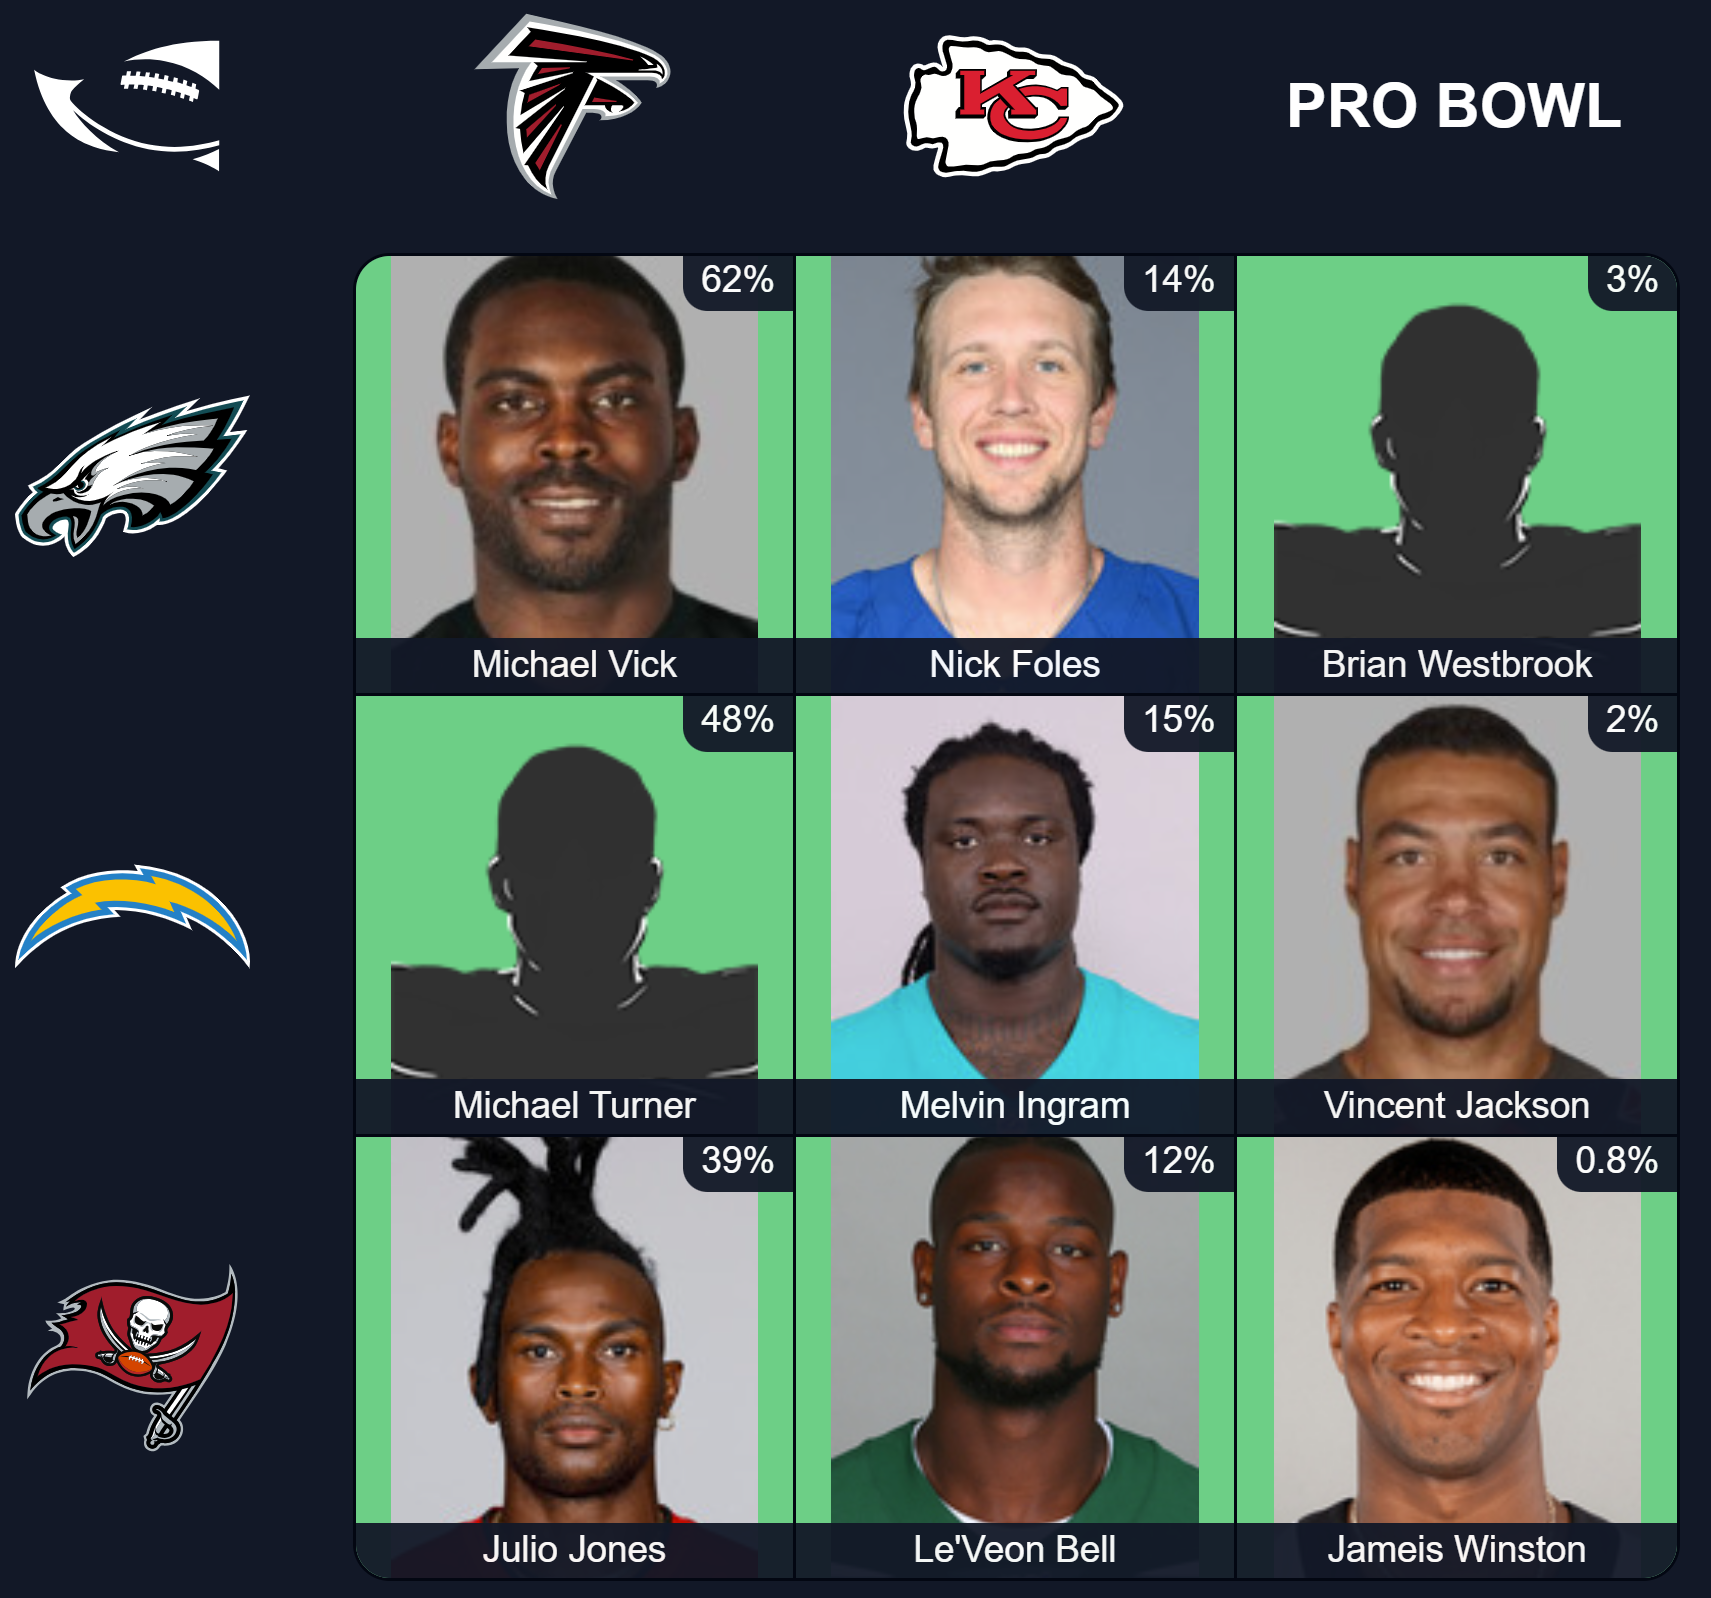 KC
PRO BOWL
62%
14%
3%
Michael Vick
Nick Foles
Brian Westbrook
48%
15%
2%
Michael Turner
Melvin Ingram
Vincent Jackson
39%
12%
0.8%
Julio Jones
Le'Veon Bell
Jameis Winston